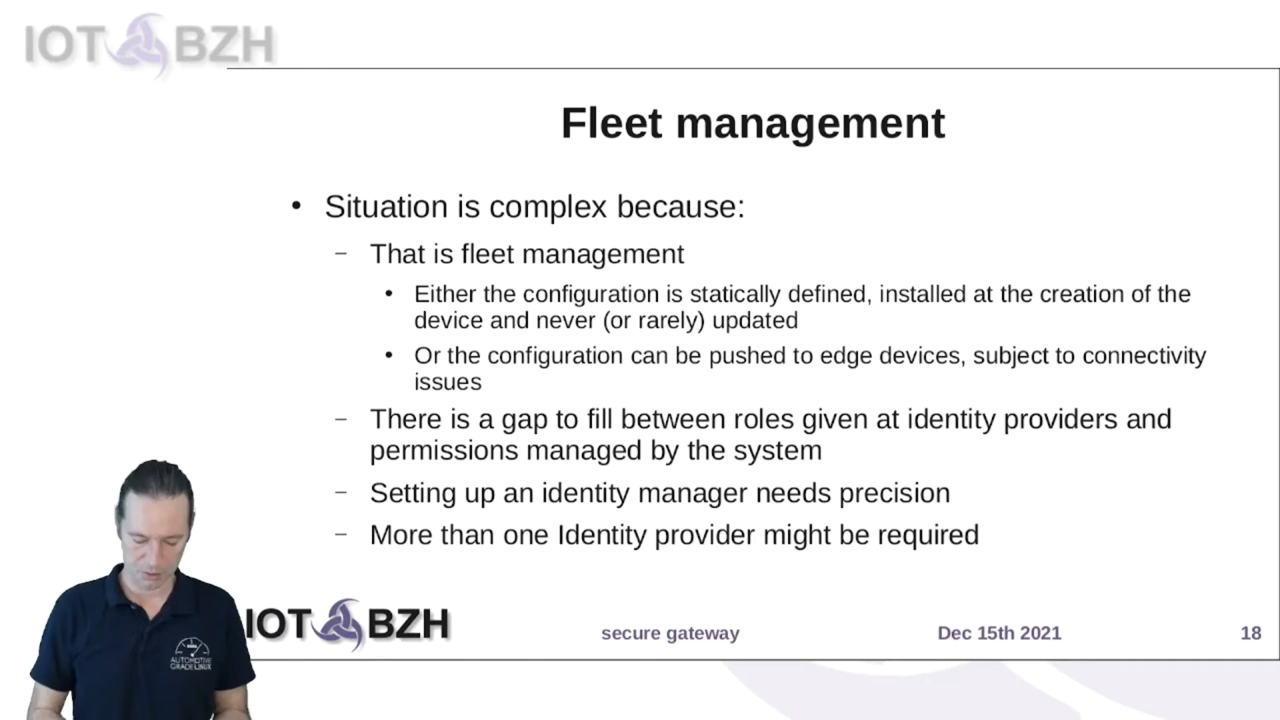 IOT BZH
Fleet management
• Situation is complex because:
– That is fleet management
• Either the configuration is statically defined, installed at the creation of the
device and never (or rarely) updated
• Or the configuration can be pushed to edge devices, subject to connectivity
issues
– There is a gap to fill between roles given at identity providers and
permissions managed by the system
– Setting up an identity manager needs precision
– More than one Identity provider might be required
IOT BZH
secure gateway
Dec 15th 2021
18
AUTOMOTIVE
GRADE LINUX